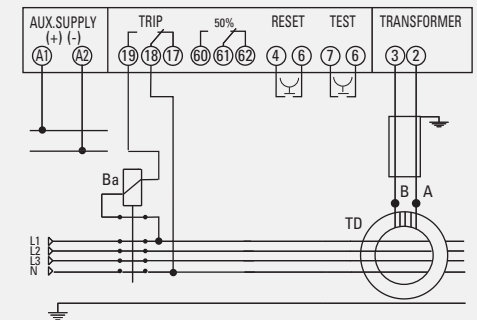 AUX.SUPPLY TRIP 50% RESET TEST TRANSFORMER
(+) (-)
A1 A2 19 18 17 60 61 62 4 6 7 6 3 2
Ba
B A
TD
L1
L2
L3
N